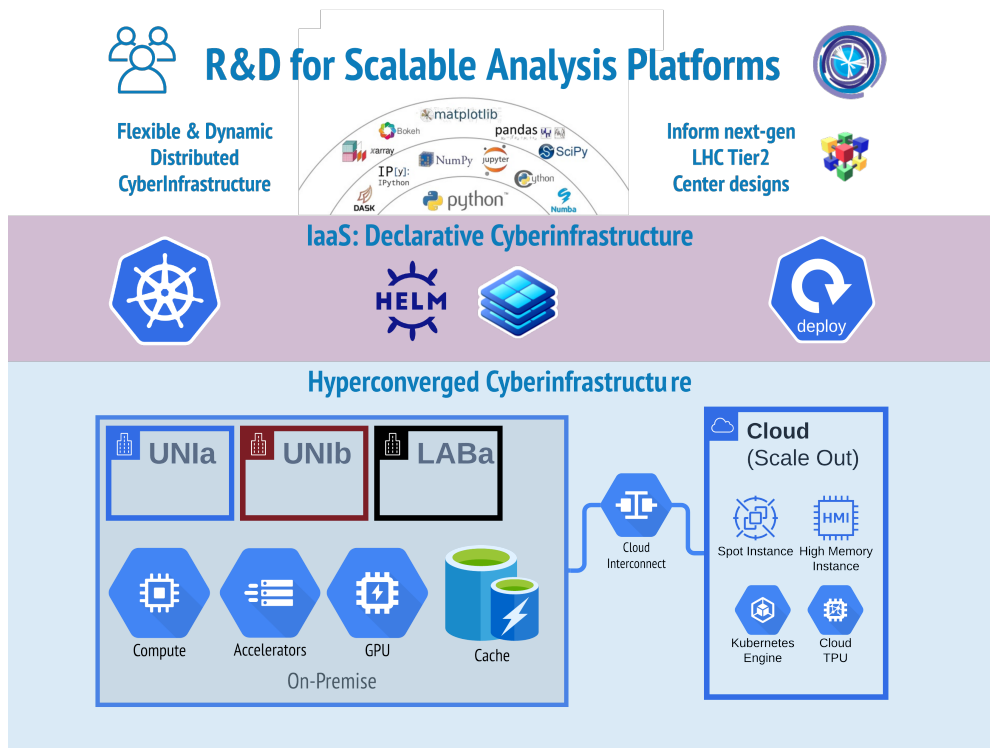 R&D for Scalable Analysis Platforms
Flexible & Dynamic
Distributed
CyberInfrastructure
matplotlib
Bokeh
pandas
xarray
NumPy
jupyter
SciPy
IP[y]:
IPython
Cython
DASK
python™
Numba
Inform next-gen
LHC Tier2
Center designs
IaaS: Declarative Cyberinfrastructure
HELM
deploy
Hyperconverged Cyberinfrastructure
UNIa
UNIb
LABa
Compute
Accelerators
GPU
Cache
On-Premise
Cloud
Interconnect
Cloud
(Scale Out)
HMI
Spot Instance
High Memory
Instance
Kubernetes
Engine
Cloud
TPU